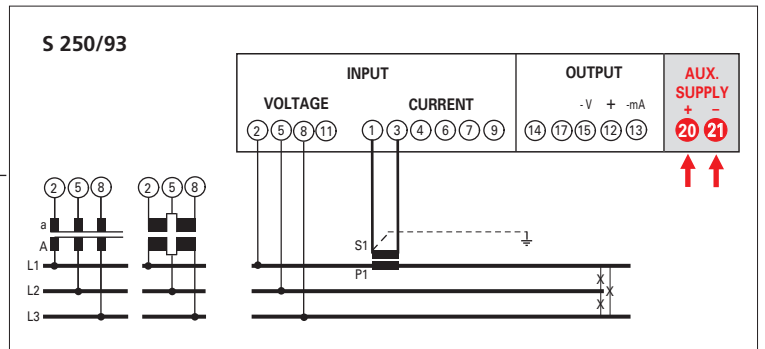 S 250/93
INPUT
OUTPUT
AUX.
SUPPLY
VOLTAGE
CURRENT
- V + -mA
+ −
2 5 8 11 1 3 4 6 7 9 14 17 15 12 13 20 21
2 5 8 2 5 8
a
A
S1
P1
L1
L2
X
X
X
L3